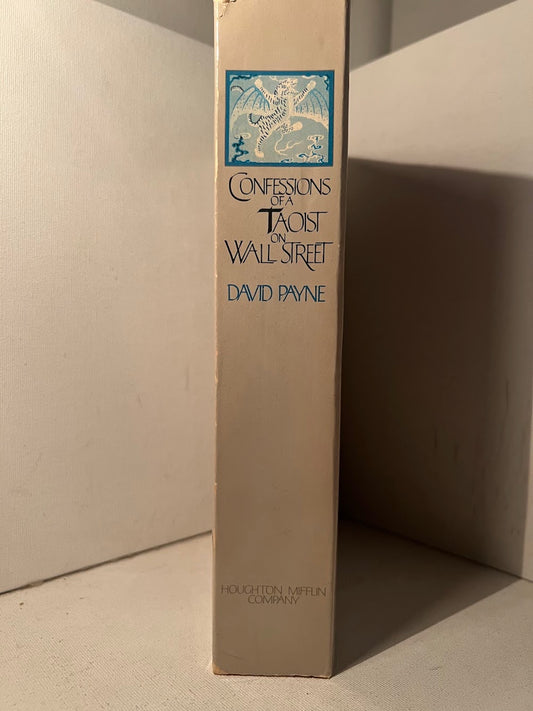 CONFESSIONS
OF A
TAOIST
ON
WALL STREET
DAVID PAYNE
HOUGHTON MIFFLIN
COMPANY